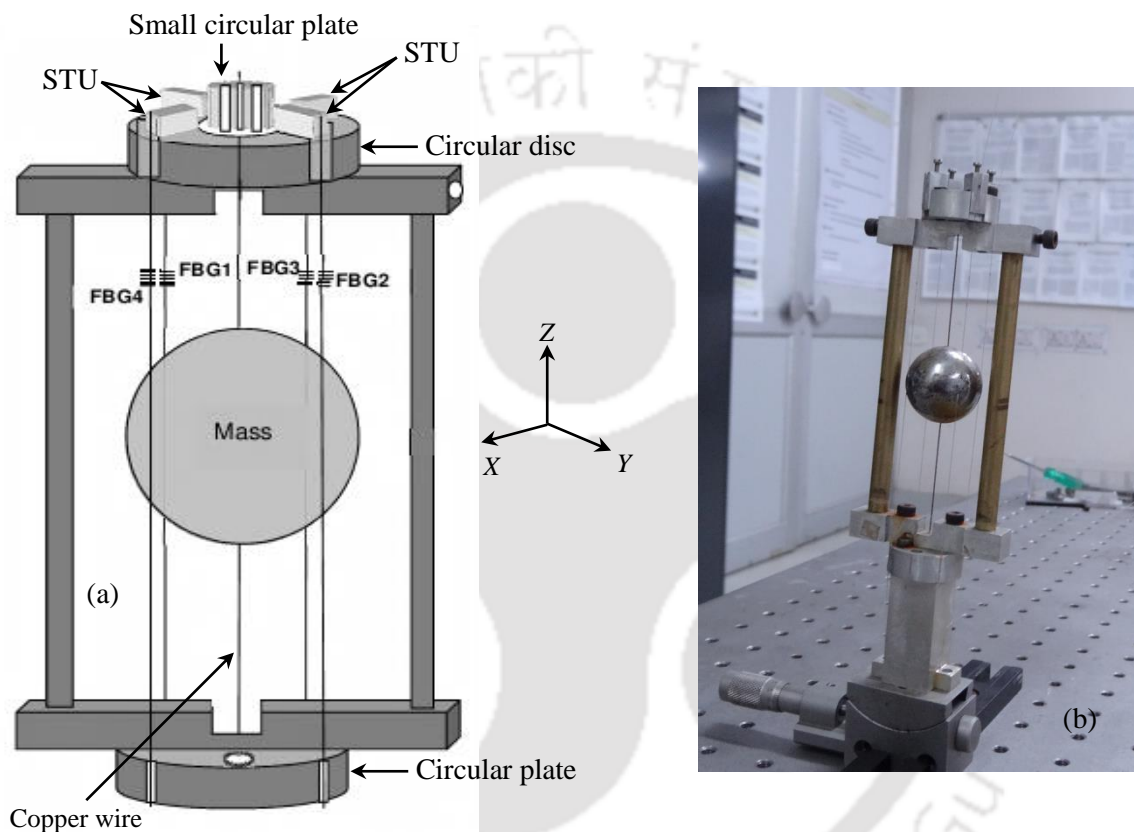 Small circular plate
STU
STU
Circular disc
FBG1
FBG3
FBG4
FBG2
Z
Mass
X
Y
(a)
(b)
Circular plate
Copper wire
की सं